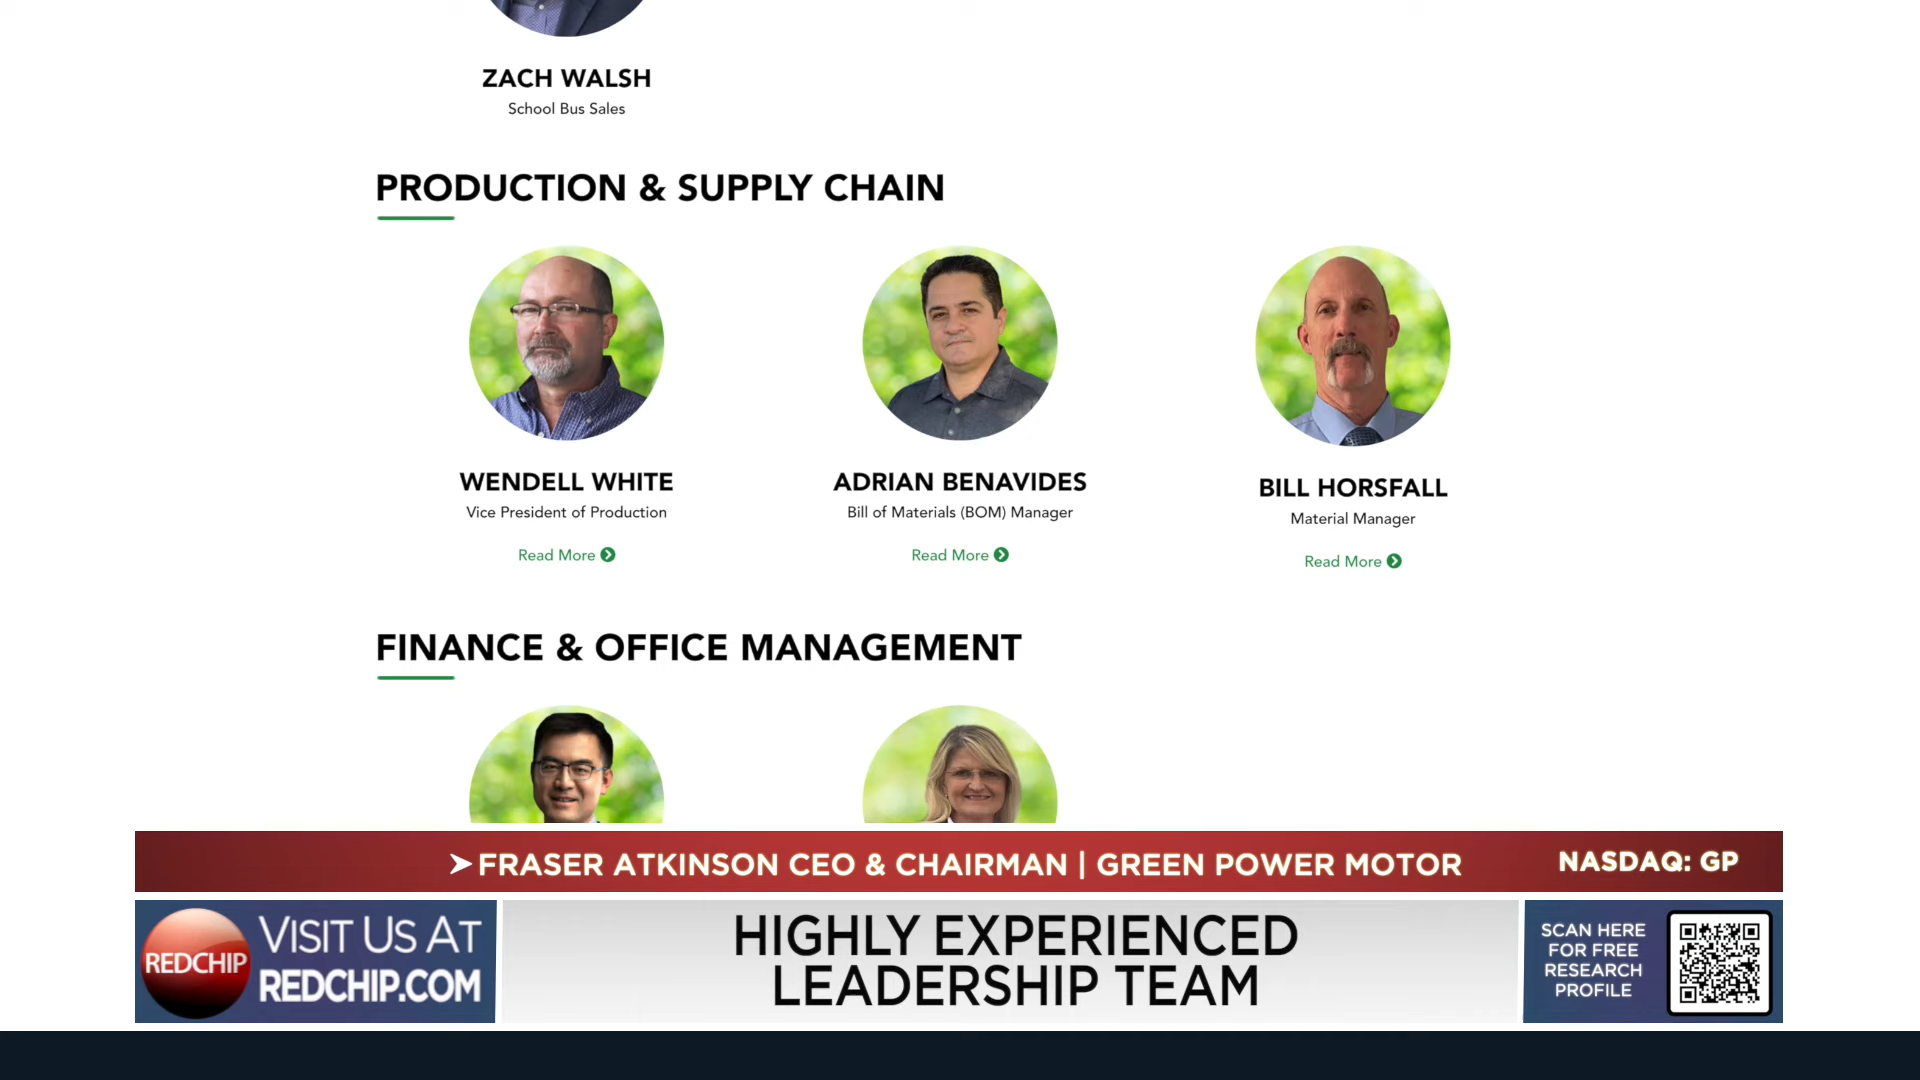 ZACH WALSH
School Bus Sales
PRODUCTION & SUPPLY CHAIN
WENDELL WHITE
Vice President of Production
Read More
ADRIAN BENAVIDES
Bill of Materials (BOM) Manager
Read More
BILL HORSFALL
Material Manager
Read More
FINANCE & OFFICE MANAGEMENT
FRASER ATKINSON CEO & CHAIRMAN | GREEN POWER MOTOR
NASDAQ: GP
REDCHIP
VISIT US AT
REDCHIP.COM
HIGHLY EXPERIENCED
LEADERSHIP TEAM
SCAN HERE
FOR FREE
RESEARCH
PROFILE